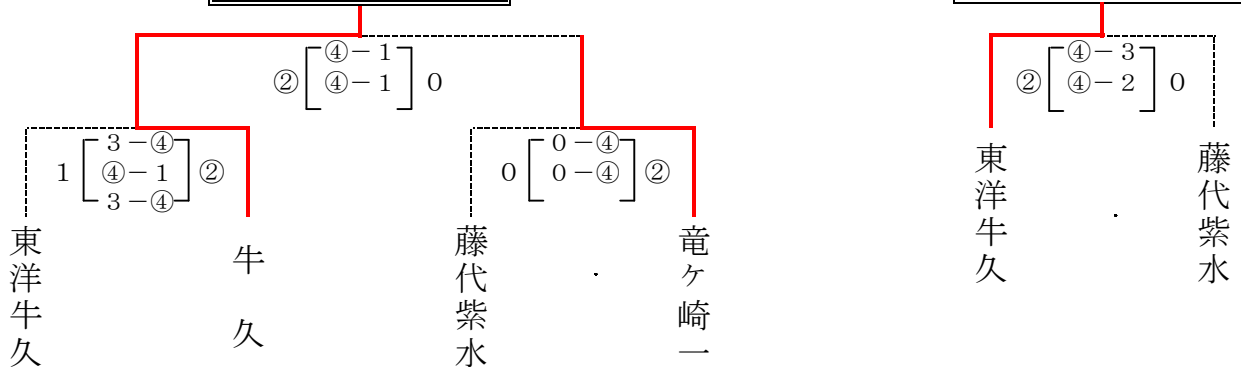 ④－１
②　④－１　０
３－④
１　④－１　②
３－④
０－④
０　０－④　②
東洋牛久
牛久
藤代紫水
・
竜ケ崎一
④－３
②　④－２　０
東洋牛久
・
藤代紫水